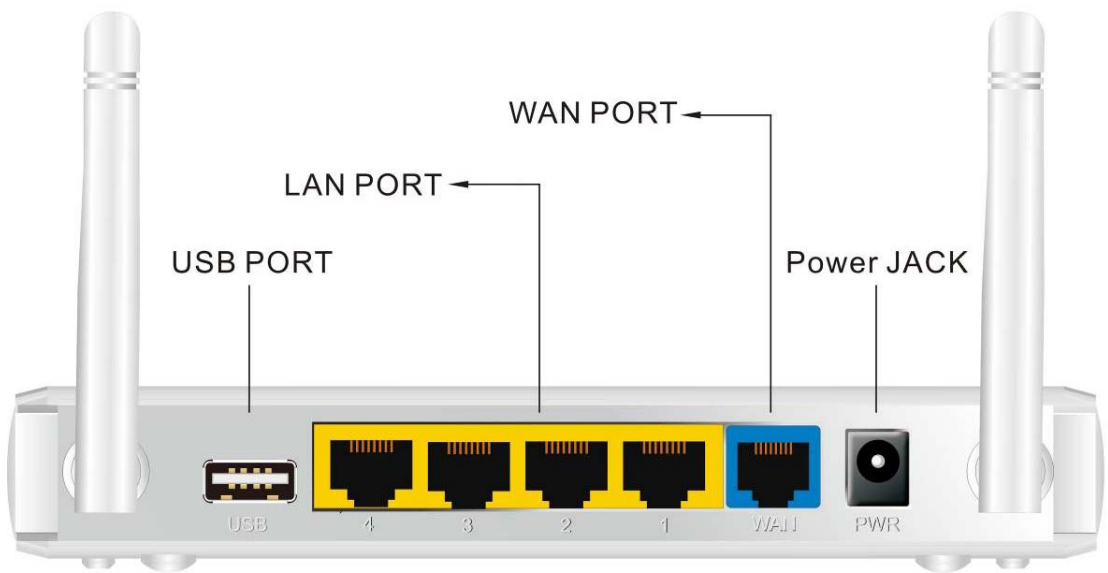 WAN PORT
LAN PORT
USB PORT
Power JACK
USB
4
3
2
1
WAN
PWR